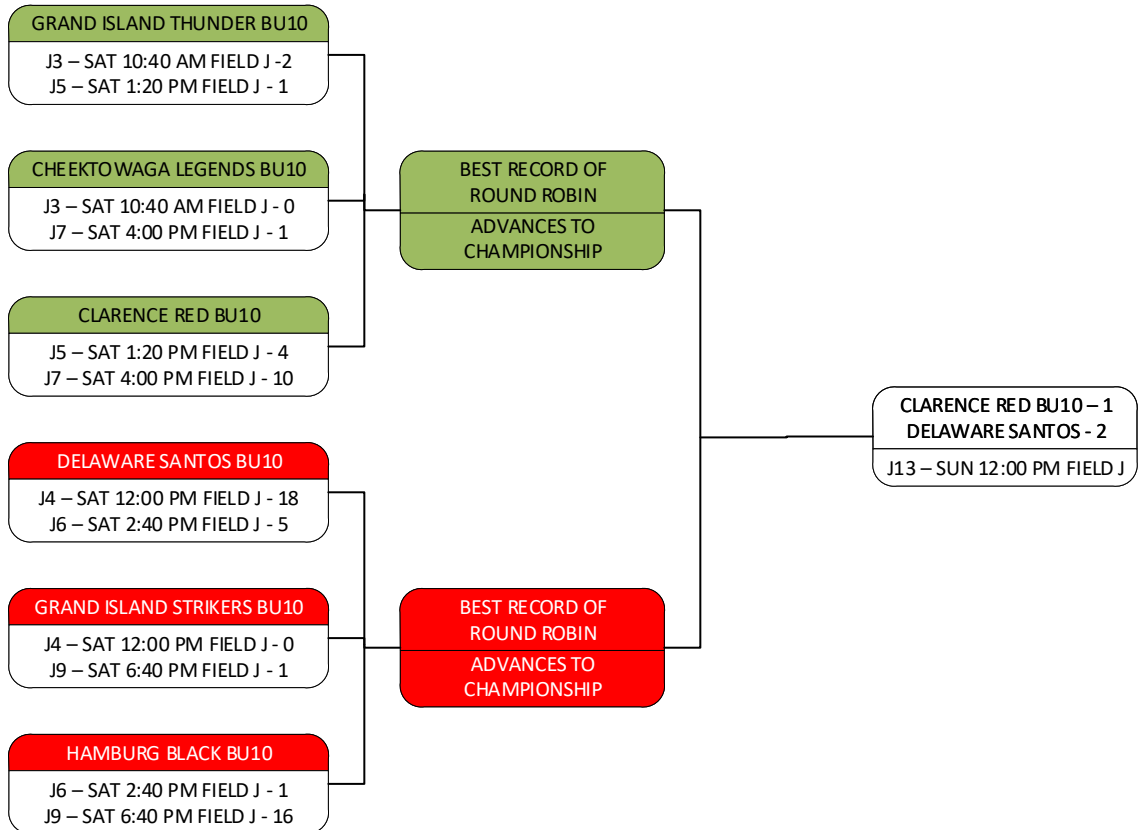 GRAND ISLAND THUNDER BU10
J3 – SAT 10:40 AM FIELD J -2
J5 – SAT 1:20 PM FIELD J - 1
CHEEKTOWAGA LEGENDS BU10
J3 – SAT 10:40 AM FIELD J - 0
J7 – SAT 4:00 PM FIELD J - 1
CLARENCE RED BU10
J5 – SAT 1:20 PM FIELD J - 4
J7 – SAT 4:00 PM FIELD J - 10
DELAWARE SANTOS BU10
J4 – SAT 12:00 PM FIELD J - 18
J6 – SAT 2:40 PM FIELD J - 5
GRAND ISLAND STRIKERS BU10
J4 – SAT 12:00 PM FIELD J - 0
J9 – SAT 6:40 PM FIELD J - 1
HAMBURG BLACK BU10
J6 – SAT 2:40 PM FIELD J - 1
J9 – SAT 6:40 PM FIELD J - 16
BEST RECORD OF
ROUND ROBIN
ADVANCES TO
CHAMPIONSHIP
BEST RECORD OF
ROUND ROBIN
ADVANCES TO
CHAMPIONSHIP
CLARENCE RED BU10 – 1
DELAWARE SANTOS - 2
J13 – SUN 12:00 PM FIELD J